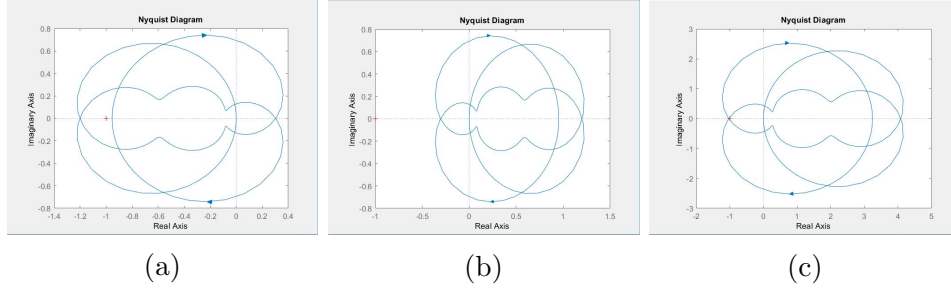 Nyquist Diagram
0.8
0.6
0.4
0.2
0
-0.2
-0.4
-0.6
-0.8
Imaginary Axis
-1.4 -1.2 -1 -0.8 -0.6 -0.4 -0.2 0 0.2 0.4
Real Axis
(a)
Nyquist Diagram
0.8
0.6
0.4
0.2
0
-0.2
-0.4
-0.6
-0.8
Imaginary Axis
-1 -0.5 0 0.5 1 1.5
Real Axis
(b)
Nyquist Diagram
3
2
1
0
-1
-2
-3
Imaginary Axis
-2 -1 0 1 2 3 4 5
Real Axis
(c)